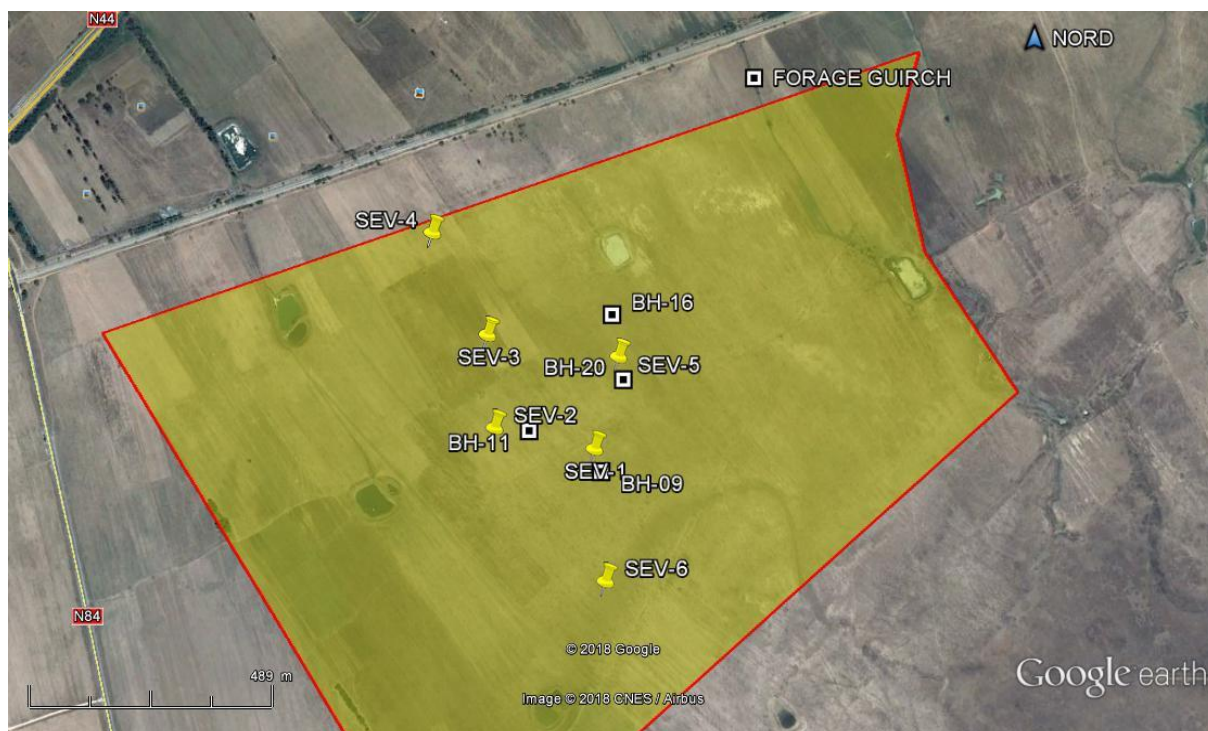 N44
NORD
FORAGE GUIRCH
SEV-4
BH-16
SEV-3
BH-20
SEV-5
SEV-2
BH-11
SEV-1
BH-09
SEV-6
N84
© 2018 Google
489 m
Image © 2018 CNES / Airbus
Google earth